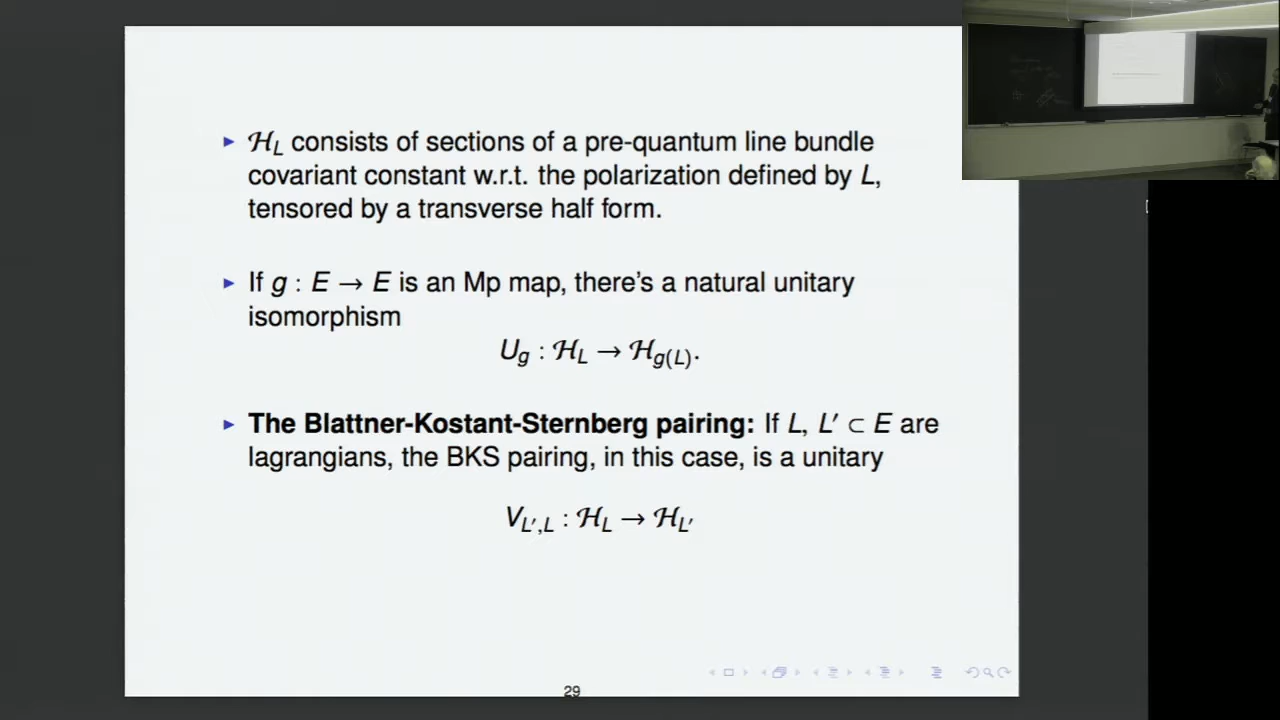 ▸ ℋ_L consists of sections of a pre-quantum line bundle
covariant constant w.r.t. the polarization defined by L,
tensored by a transverse half form.
▸ If g : E → E is an Mp map, there's a natural unitary
isomorphism
U_g : ℋ_L → ℋ_{g(L)}.
▸ The Blattner-Kostant-Sternberg pairing: If L, L′ ⊂ E are
lagrangians, the BKS pairing, in this case, is a unitary
V_{L′,L} : ℋ_L → ℋ_{L′}
29